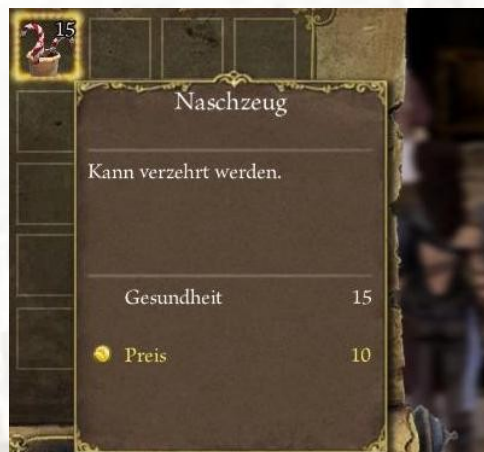 15
Naschzeug
Kann verzehrt werden.
Gesundheit 15
Preis 10